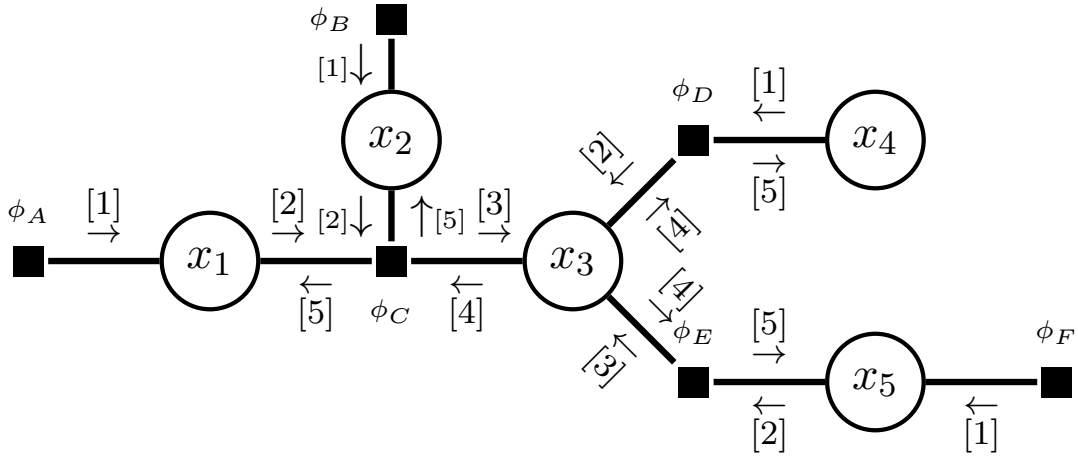 ϕ_B
[1]↓
ϕ_D
[1]
←
x_2
x_4
[2]
↓
→
[5]
ϕ_A
[1]
→
[2]
→
[2]↓
↑[5]
[3]
→
↑
[4]
x_1
x_3
←
[5]
ϕ_C
←
[4]
[4]
→
ϕ_E
[5]
→
ϕ_F
↑
[3]
x_5
←
[2]
←
[1]